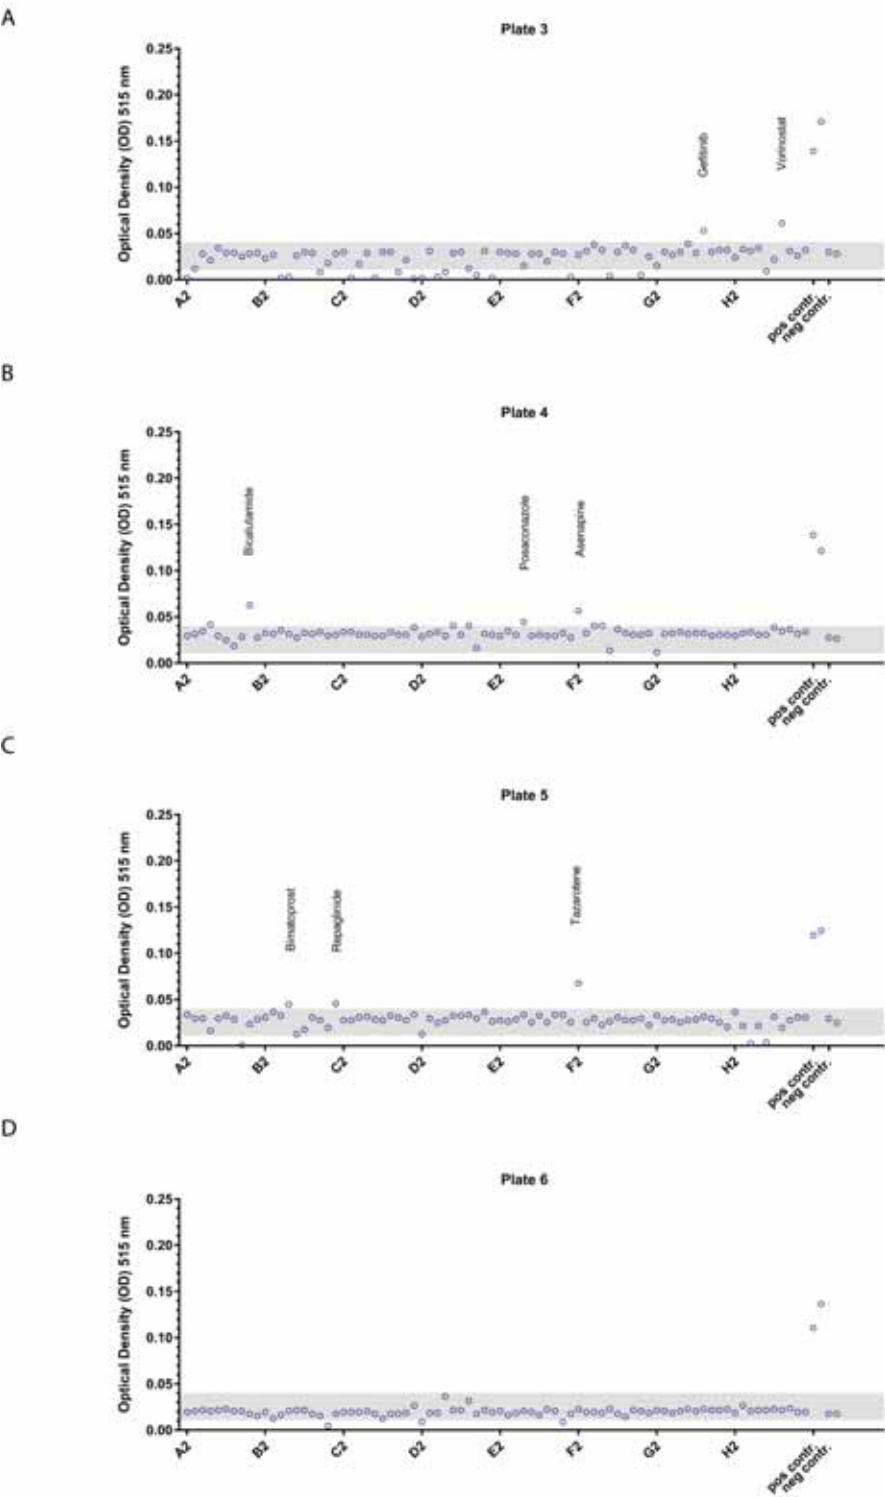 A
Plate 3
Optical Density (OD) 515 nm
0.25
0.20
0.15
0.10
0.05
0.00
Gefitinib
Vorinostat
A2 B2 C2 D2 E2 F2 G2 H2 pos contr. neg contr.
B
Plate 4
Optical Density (OD) 515 nm
0.25
0.20
0.15
0.10
0.05
0.00
Bicalutamide
Posaconazole
Asenapine
A2 B2 C2 D2 E2 F2 G2 H2 pos contr. neg contr.
C
Plate 5
Optical Density (OD) 515 nm
0.25
0.20
0.15
0.10
0.05
0.00
Bimatoprost
Repaglinide
Tazarotene
A2 B2 C2 D2 E2 F2 G2 H2 pos contr. neg contr.
D
Plate 6
Optical Density (OD) 515 nm
0.25
0.20
0.15
0.10
0.05
0.00
A2 B2 C2 D2 E2 F2 G2 H2 pos contr. neg contr.